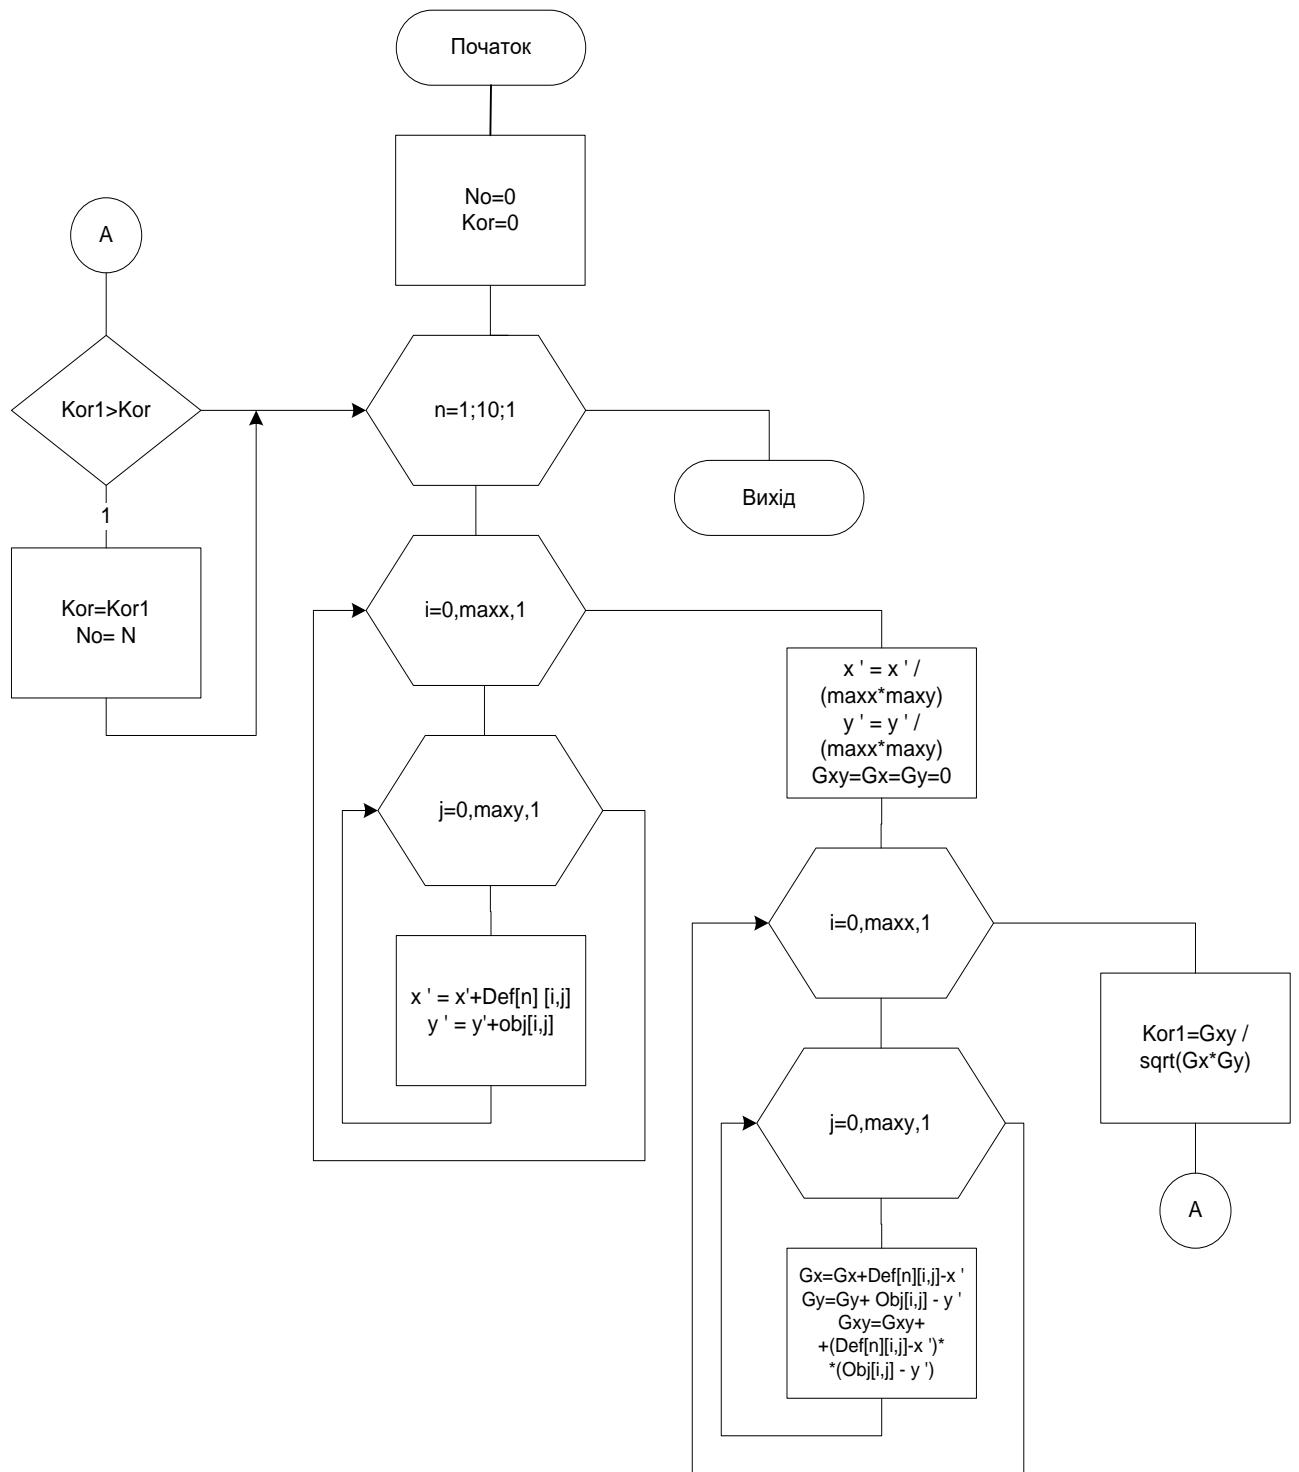 Початок
No=0
Kor=0
A
Kor1>Kor
n=1;10;1
Вихід
1
Kor=Kor1
No= N
i=0,maxx,1
x ' = x ' /
(maxx*maxy)
y ' = y ' /
(maxx*maxy)
Gxy=Gx=Gy=0
j=0,maxy,1
x ' = x'+Def[n] [i,j]
y ' = y'+obj[i,j]
i=0,maxx,1
Kor1=Gxy /
sqrt(Gx*Gy)
j=0,maxy,1
A
Gx=Gx+Def[n][i,j]-x '
Gy=Gy+ Obj[i,j] - y '
Gxy=Gxy+
+(Def[n][i,j]-x ')*
*(Obj[i,j] - y ')